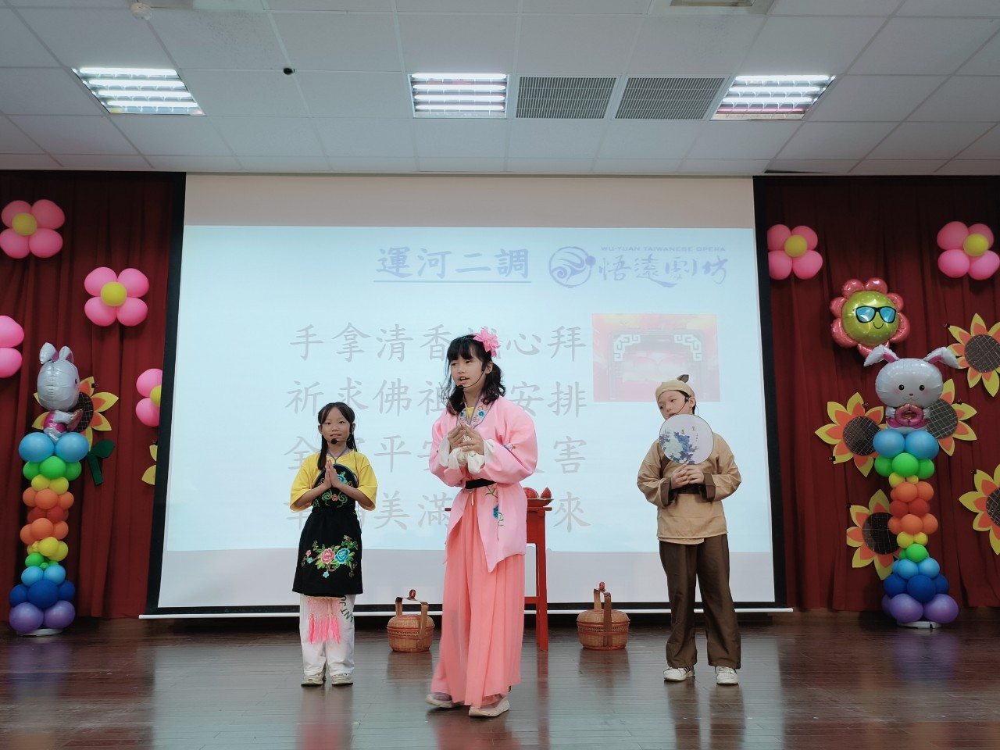 運河二調
WU-YUAN TAIWANESE OPERA
悟遠劇坊
手拿清香 心拜
祈求佛祖 安排
全 平安 害
美滿 來